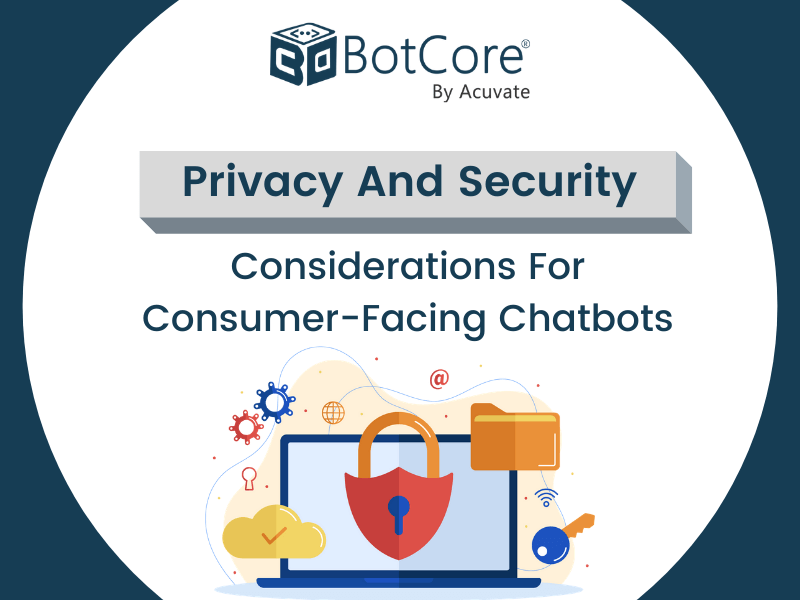 BotCore®
By Acuvate
Privacy And Security
Considerations For
Consumer-Facing Chatbots
@